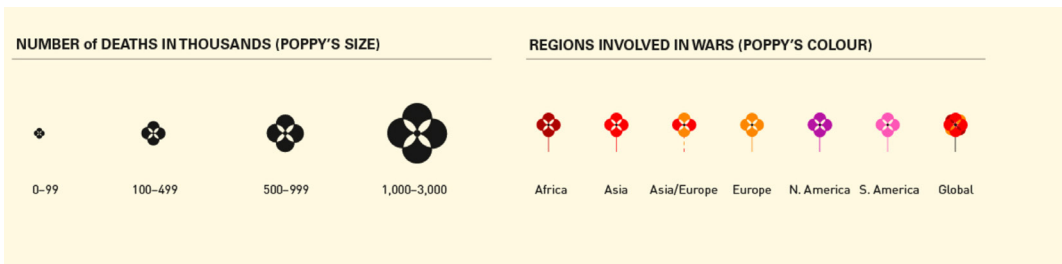 NUMBER of DEATHS IN THOUSANDS (POPPY'S SIZE)
0–99
100–499
500–999
1,000–3,000
REGIONS INVOLVED IN WARS (POPPY'S COLOUR)
Africa
Asia
Asia/Europe
Europe
N. America
S. America
Global